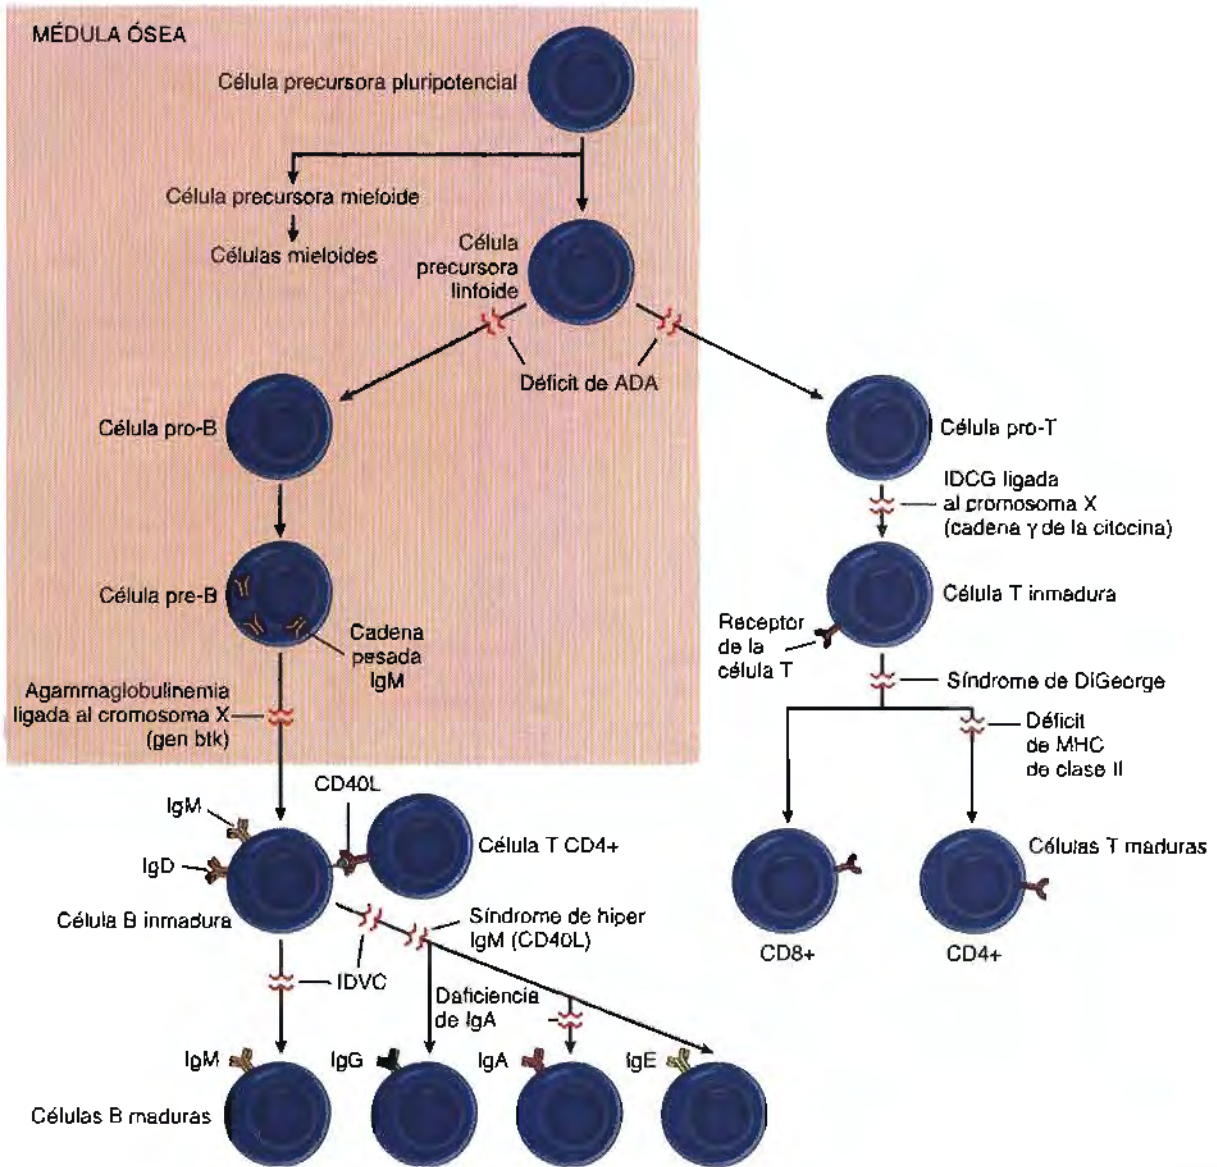 MÉDULA ÓSEA
Célula precursora pluripotencial
Célula precursora mieloide
Células mieloides
Célula
precursora
linfoide
Déficit de ADA
Célula pro-B
Célula pro-T
IDCG ligada
al cromosoma X
(cadena γ de la citocina)
Célula pre-B
Cadena
pesada
IgM
Célula T inmadura
Receptor
de la
célula T
Agammaglobulinemia
ligada al cromosoma X
(gen btk)
Síndrome de DiGeorge
Déficit
de MHC
de clase II
IgM
CD40L
IgD
Célula T CD4+
Célula B inmadura
Células T maduras
CD8+
CD4+
Síndrome de hiper
IgM (CD40L)
IDVC
Daficiencia
de IgA
IgM
IgG
IgA
IgE
Células B maduras